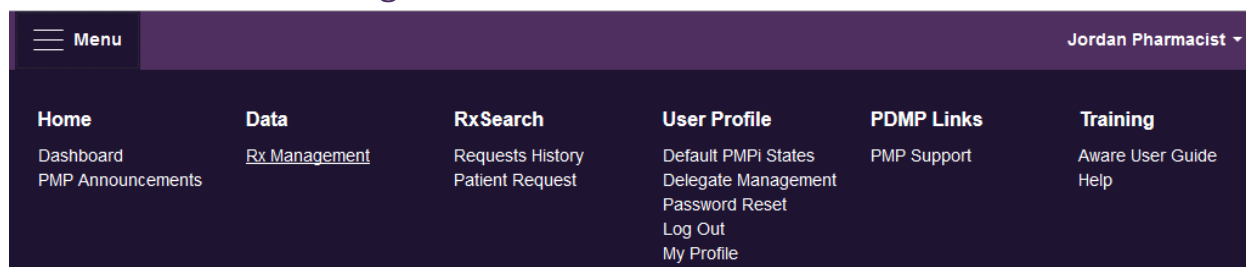 Menu
Jordan Pharmacist
Home
Dashboard
PMP Announcements
Data
Rx Management
RxSearch
Requests History
Patient Request
User Profile
Default PMPi States
Delegate Management
Password Reset
Log Out
My Profile
PDMP Links
PMP Support
Training
Aware User Guide
Help